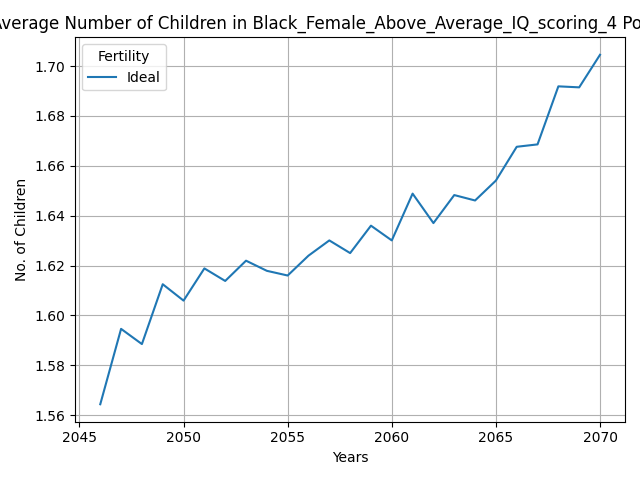 Average Number of Children in Black_Female_Above_Average_IQ_scoring_4 Po
Fertility
Ideal
No. of Children
1.70
1.68
1.66
1.64
1.62
1.60
1.58
1.56
2045 2050 2055 2060 2065 2070
Years